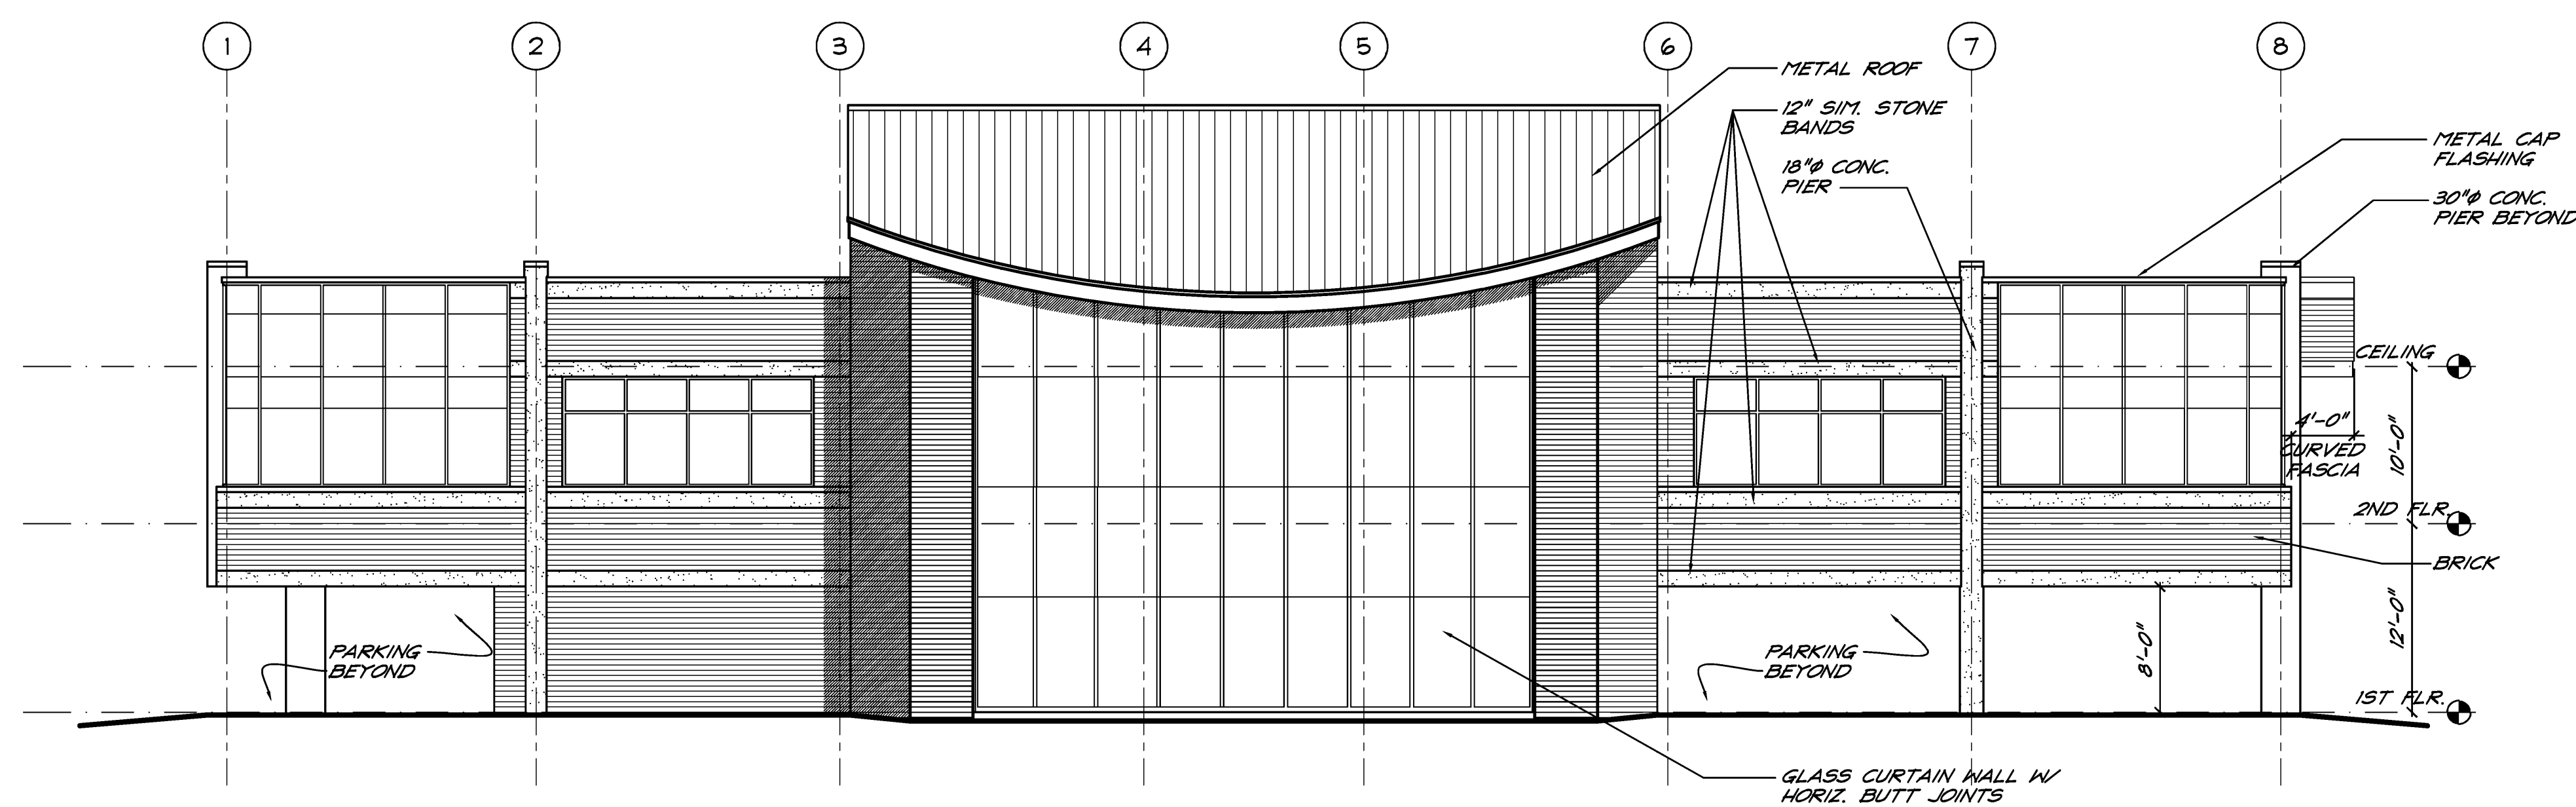 1 2 3 4 5 6 7 8
METAL ROOF
12" SIM. STONE
BANDS
18"φ CONC.
PIER
METAL CAP
FLASHING
30"φ CONC.
PIER BEYOND
CEILING
4'-0"
CURVED
FASCIA
10'-0"
2ND FLR.
BRICK
12'-0"
8'-0"
1ST FLR.
PARKING
BEYOND
PARKING
BEYOND
GLASS CURTAIN WALL W/
HORIZ. BUTT JOINTS